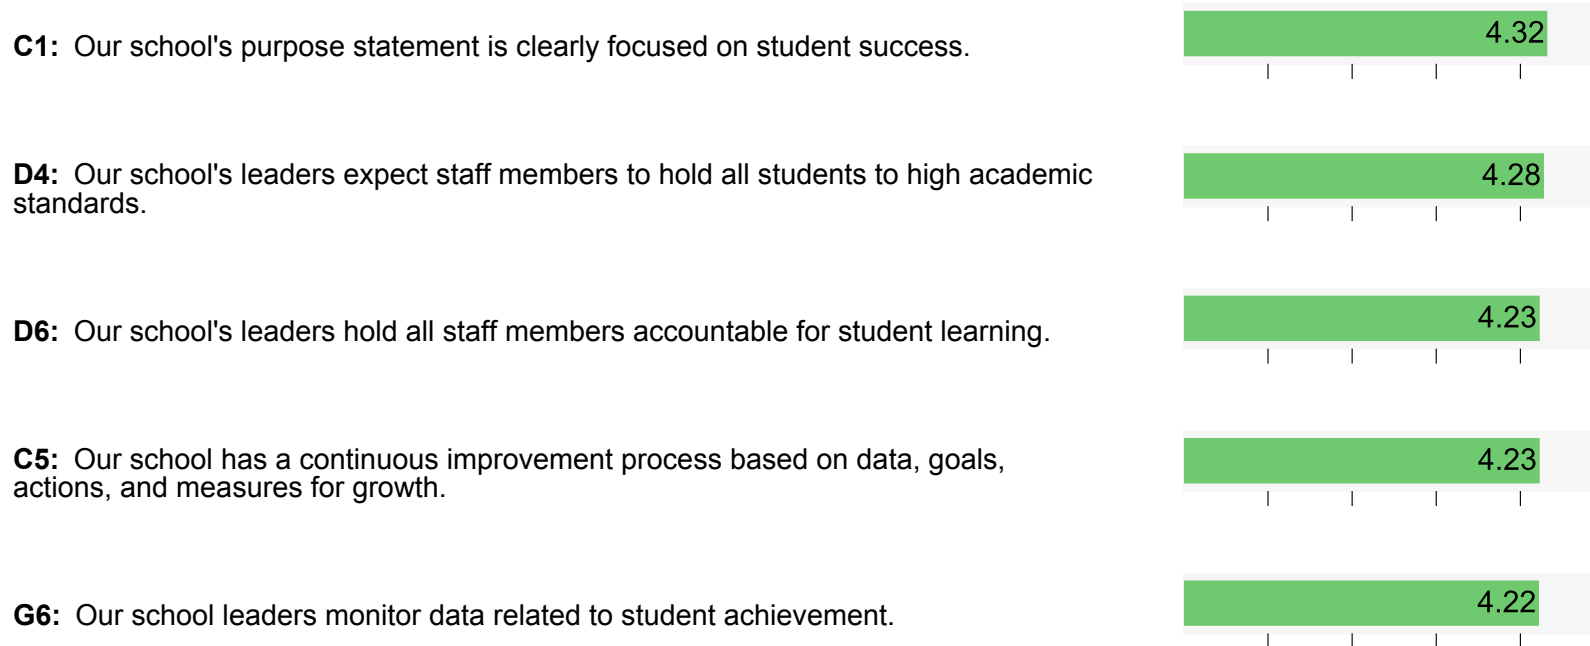 C1: Our school's purpose statement is clearly focused on student success.
4.32
D4: Our school's leaders expect staff members to hold all students to high academic
standards.
4.28
D6: Our school's leaders hold all staff members accountable for student learning.
4.23
C5: Our school has a continuous improvement process based on data, goals,
actions, and measures for growth.
4.23
G6: Our school leaders monitor data related to student achievement.
4.22